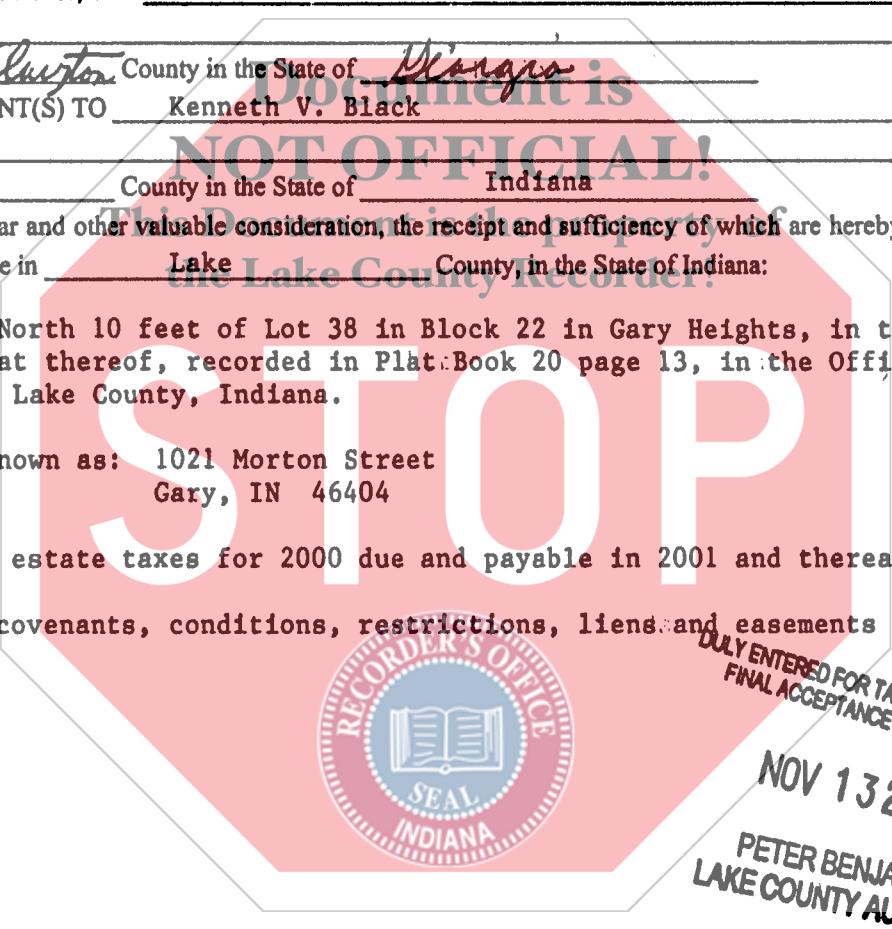 County in the State of Georgia
NT(S) TO Kenneth V. Black
County in the State of Indiana
ar and other valuable consideration, the receipt and sufficiency of which are hereby
e in Lake County, in the State of Indiana:
North 10 feet of Lot 38 in Block 22 in Gary Heights, in t
at thereof, recorded in Plat Book 20 page 13, in the Offi
Lake County, Indiana.
nown as: 1021 Morton Street
Gary, IN 46404
estate taxes for 2000 due and payable in 2001 and therea
covenants, conditions, restrictions, liens and easements
Document is
NOT OFFICIAL!
This Document is the property of
the Lake County Recorder!
STOP
RECORDER'S OFFICE
SEAL
INDIANA
DULY ENTERED FOR TA
FINAL ACCEPTANCE
NOV 13 2
PETER BENJA
LAKE COUNTY AU